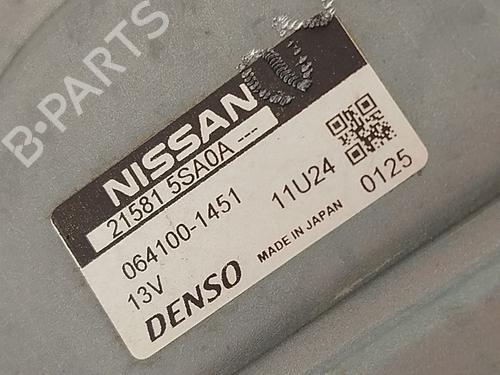 NISSAN
21581 5SA0A ---
064100-1451 11U24
13V 0125
DENSO MADE IN JAPAN
B-PARTS